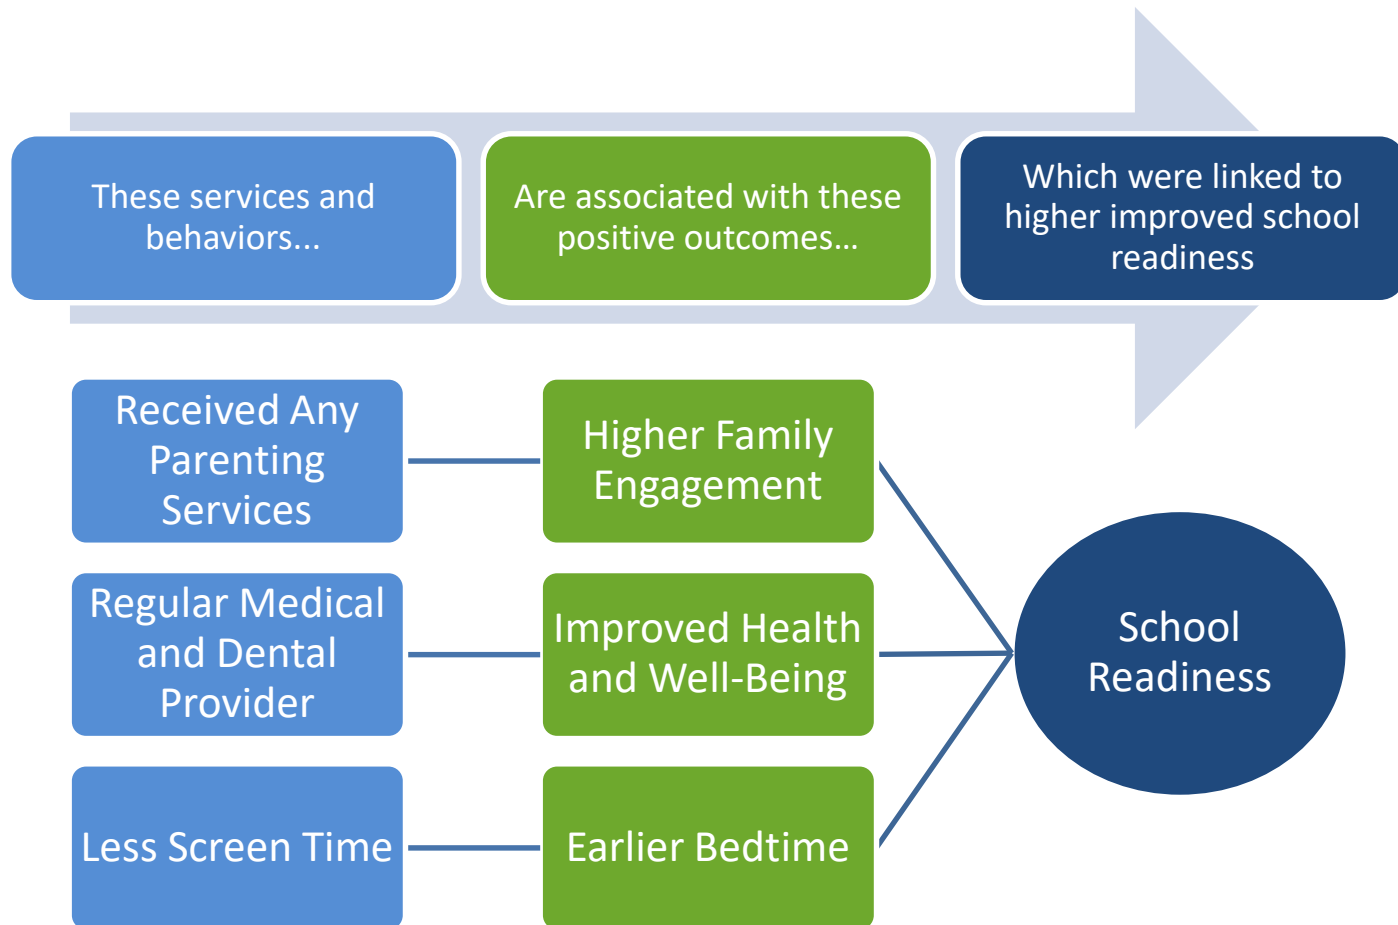 These services and
behaviors...
Are associated with these
positive outcomes…
Which were linked to
higher improved school
readiness
Received Any
Parenting
Services
Higher Family
Engagement
Regular Medical
and Dental
Provider
Improved Health
and Well-Being
School
Readiness
Less Screen Time
Earlier Bedtime